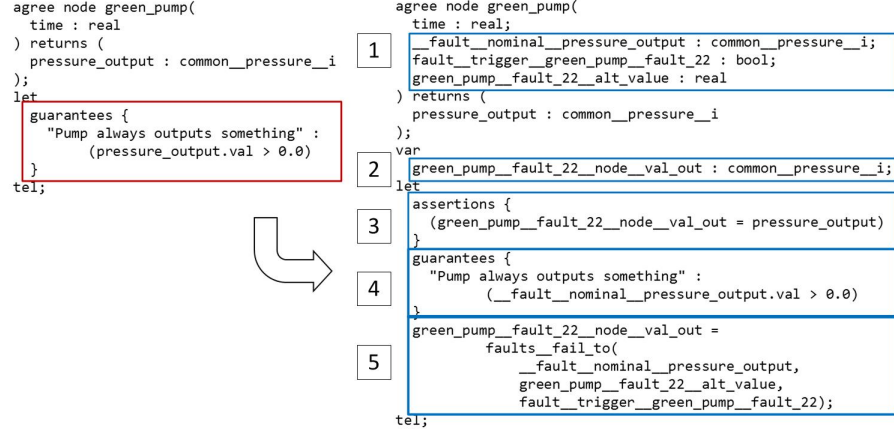 agree node green_pump(
time : real
) returns (
pressure_output : common__pressure__i
);
let
guarantees {
"Pump always outputs something" :
(pressure_output.val > 0.0)
}
tel;
agree node green_pump(
time : real;
1
__fault__nominal__pressure_output : common__pressure__i;
fault__trigger__green_pump__fault_22 : bool;
green_pump__fault_22__alt_value : real
) returns (
pressure_output : common__pressure__i
);
var
2
green_pump__fault_22__node__val_out : common__pressure__i;
let
3
assertions {
(green_pump__fault_22__node__val_out = pressure_output)
}
4
guarantees {
"Pump always outputs something" :
(__fault__nominal__pressure_output.val > 0.0)
}
5
green_pump__fault_22__node__val_out =
faults__fail_to(
__fault__nominal__pressure_output,
green_pump__fault_22__alt_value,
fault__trigger__green_pump__fault_22);
tel;